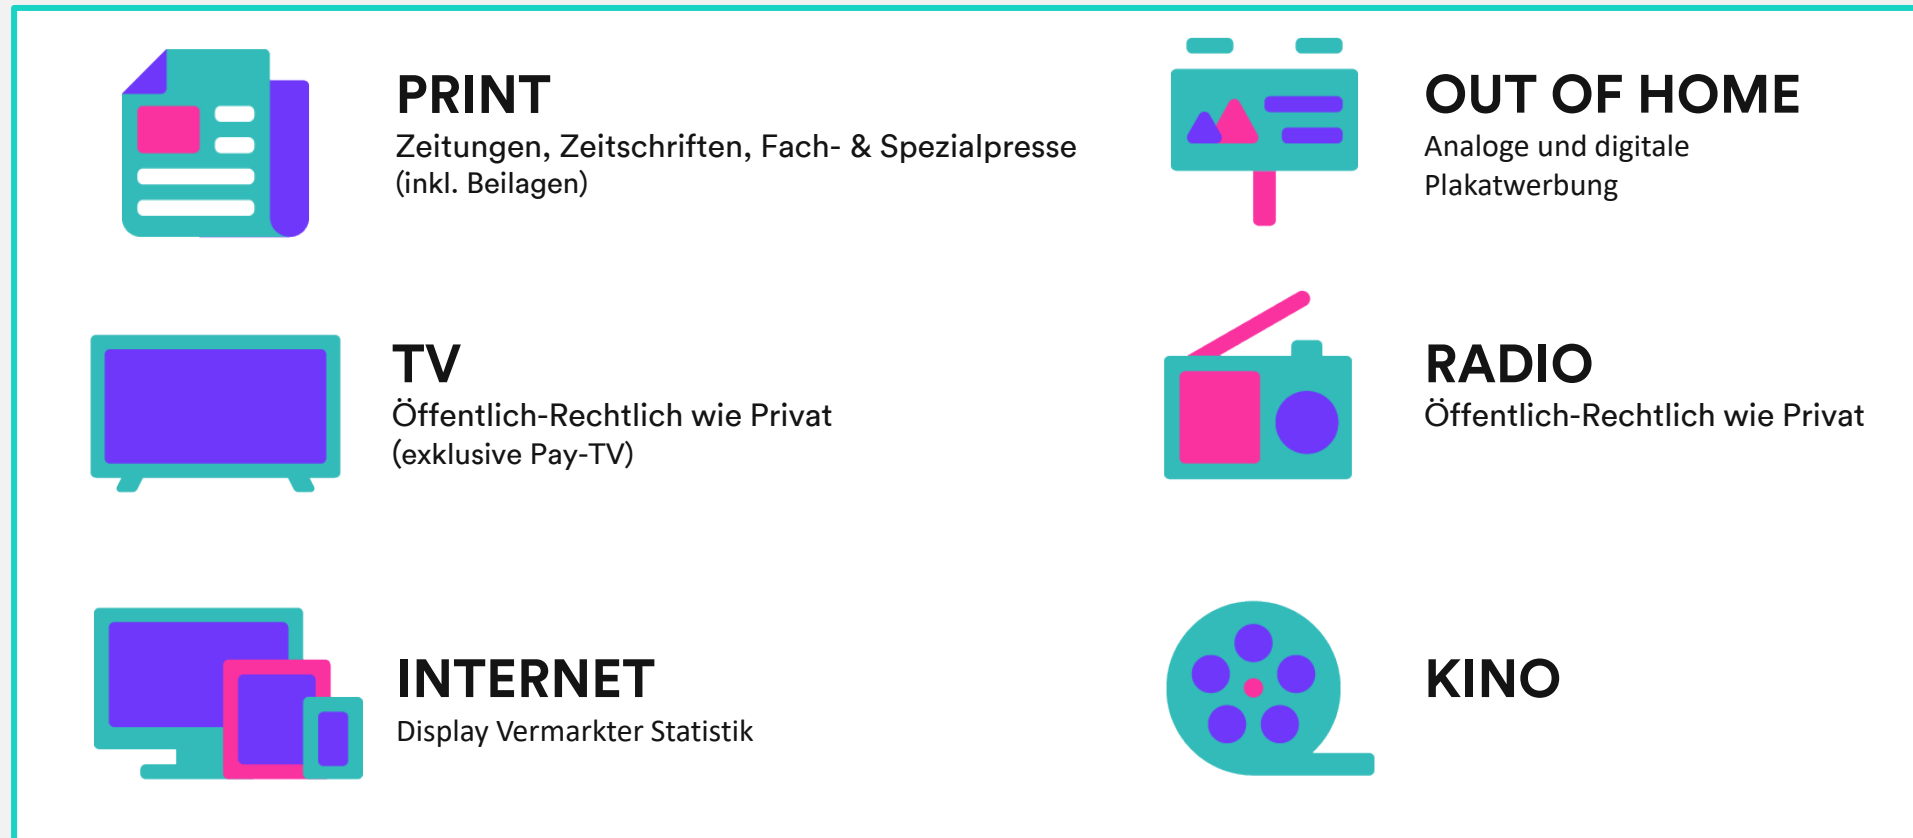 PRINT
Zeitungen, Zeitschriften, Fach- & Spezialpresse
(inkl. Beilagen)
OUT OF HOME
Analoge und digitale
Plakatwerbung
TV
Öffentlich-Rechtlich wie Privat
(exklusive Pay-TV)
RADIO
Öffentlich-Rechtlich wie Privat
INTERNET
Display Vermarkter Statistik
KINO